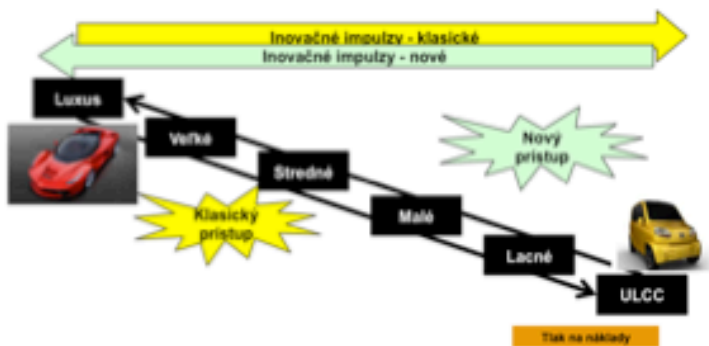 Inovačné impulzy - klasické
Inovačné impulzy - nové
Luxus
Veľké
Nový
prístup
Stredné
Klasický
prístup
Malé
Lacné
ULCC
Tlak na náklady